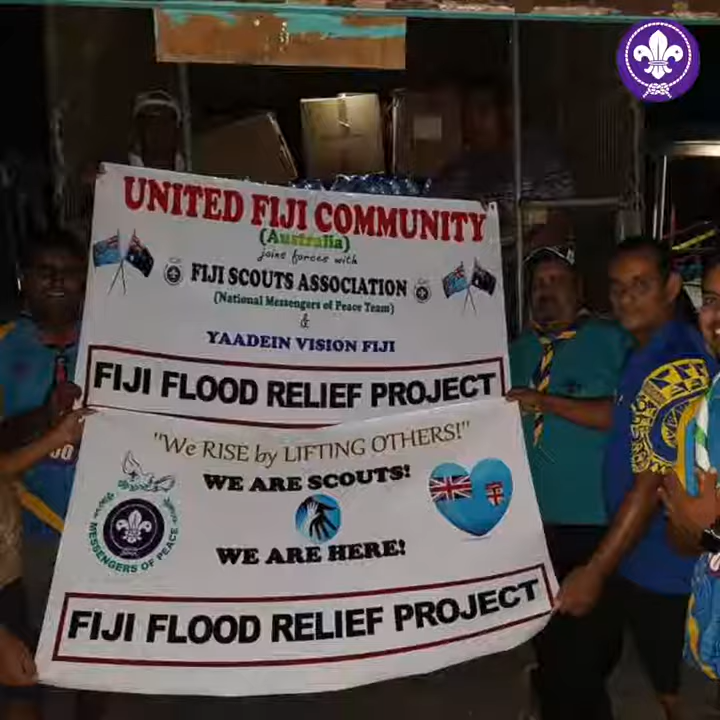 UNITED FIJI COMMUNITY
(Australia)
joins forces with
FIJI SCOUTS ASSOCIATION
(National Messengers of Peace Team)
&
YAADEIN VISION FIJI
FIJI FLOOD RELIEF PROJECT
"We RISE by LIFTING OTHERS!"
WE ARE SCOUTS!
MESSENGERS OF PEACE
WE ARE HERE!
FIJI FLOOD RELIEF PROJECT